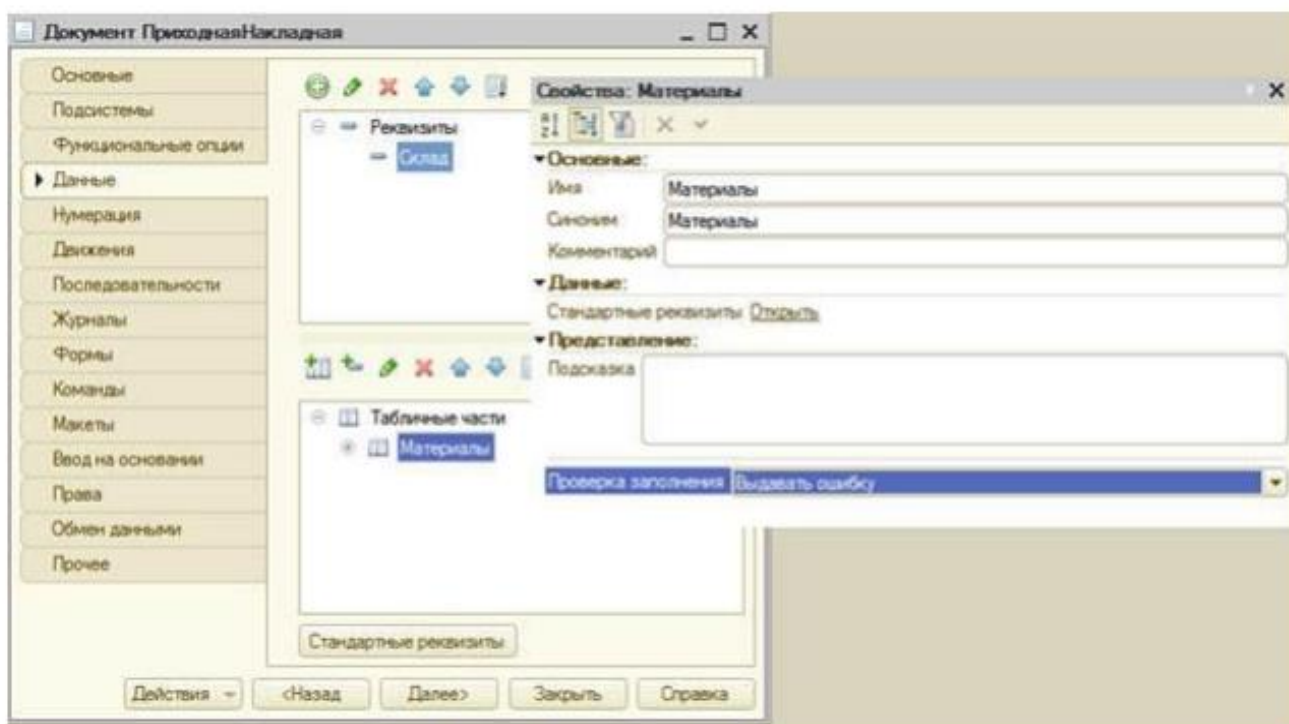 Документ ПриходнаяНакладная
Основные
Подсистемы
Функциональные опции
Данные
Нумерация
Движения
Последовательности
Журналы
Формы
Команды
Макеты
Ввод на основании
Права
Обмен данными
Прочее
Реквизиты
Склад
Табличные части
Материалы
Стандартные реквизиты
Действия
<Назад
Далее>
Закрыть
Справка
Свойства: Материалы
Основные:
Имя Материалы
Синоним Материалы
Комментарий
Данные:
Стандартные реквизиты Открыть
Представление:
Подсказка
Проверка заполнения Выдавать ошибку